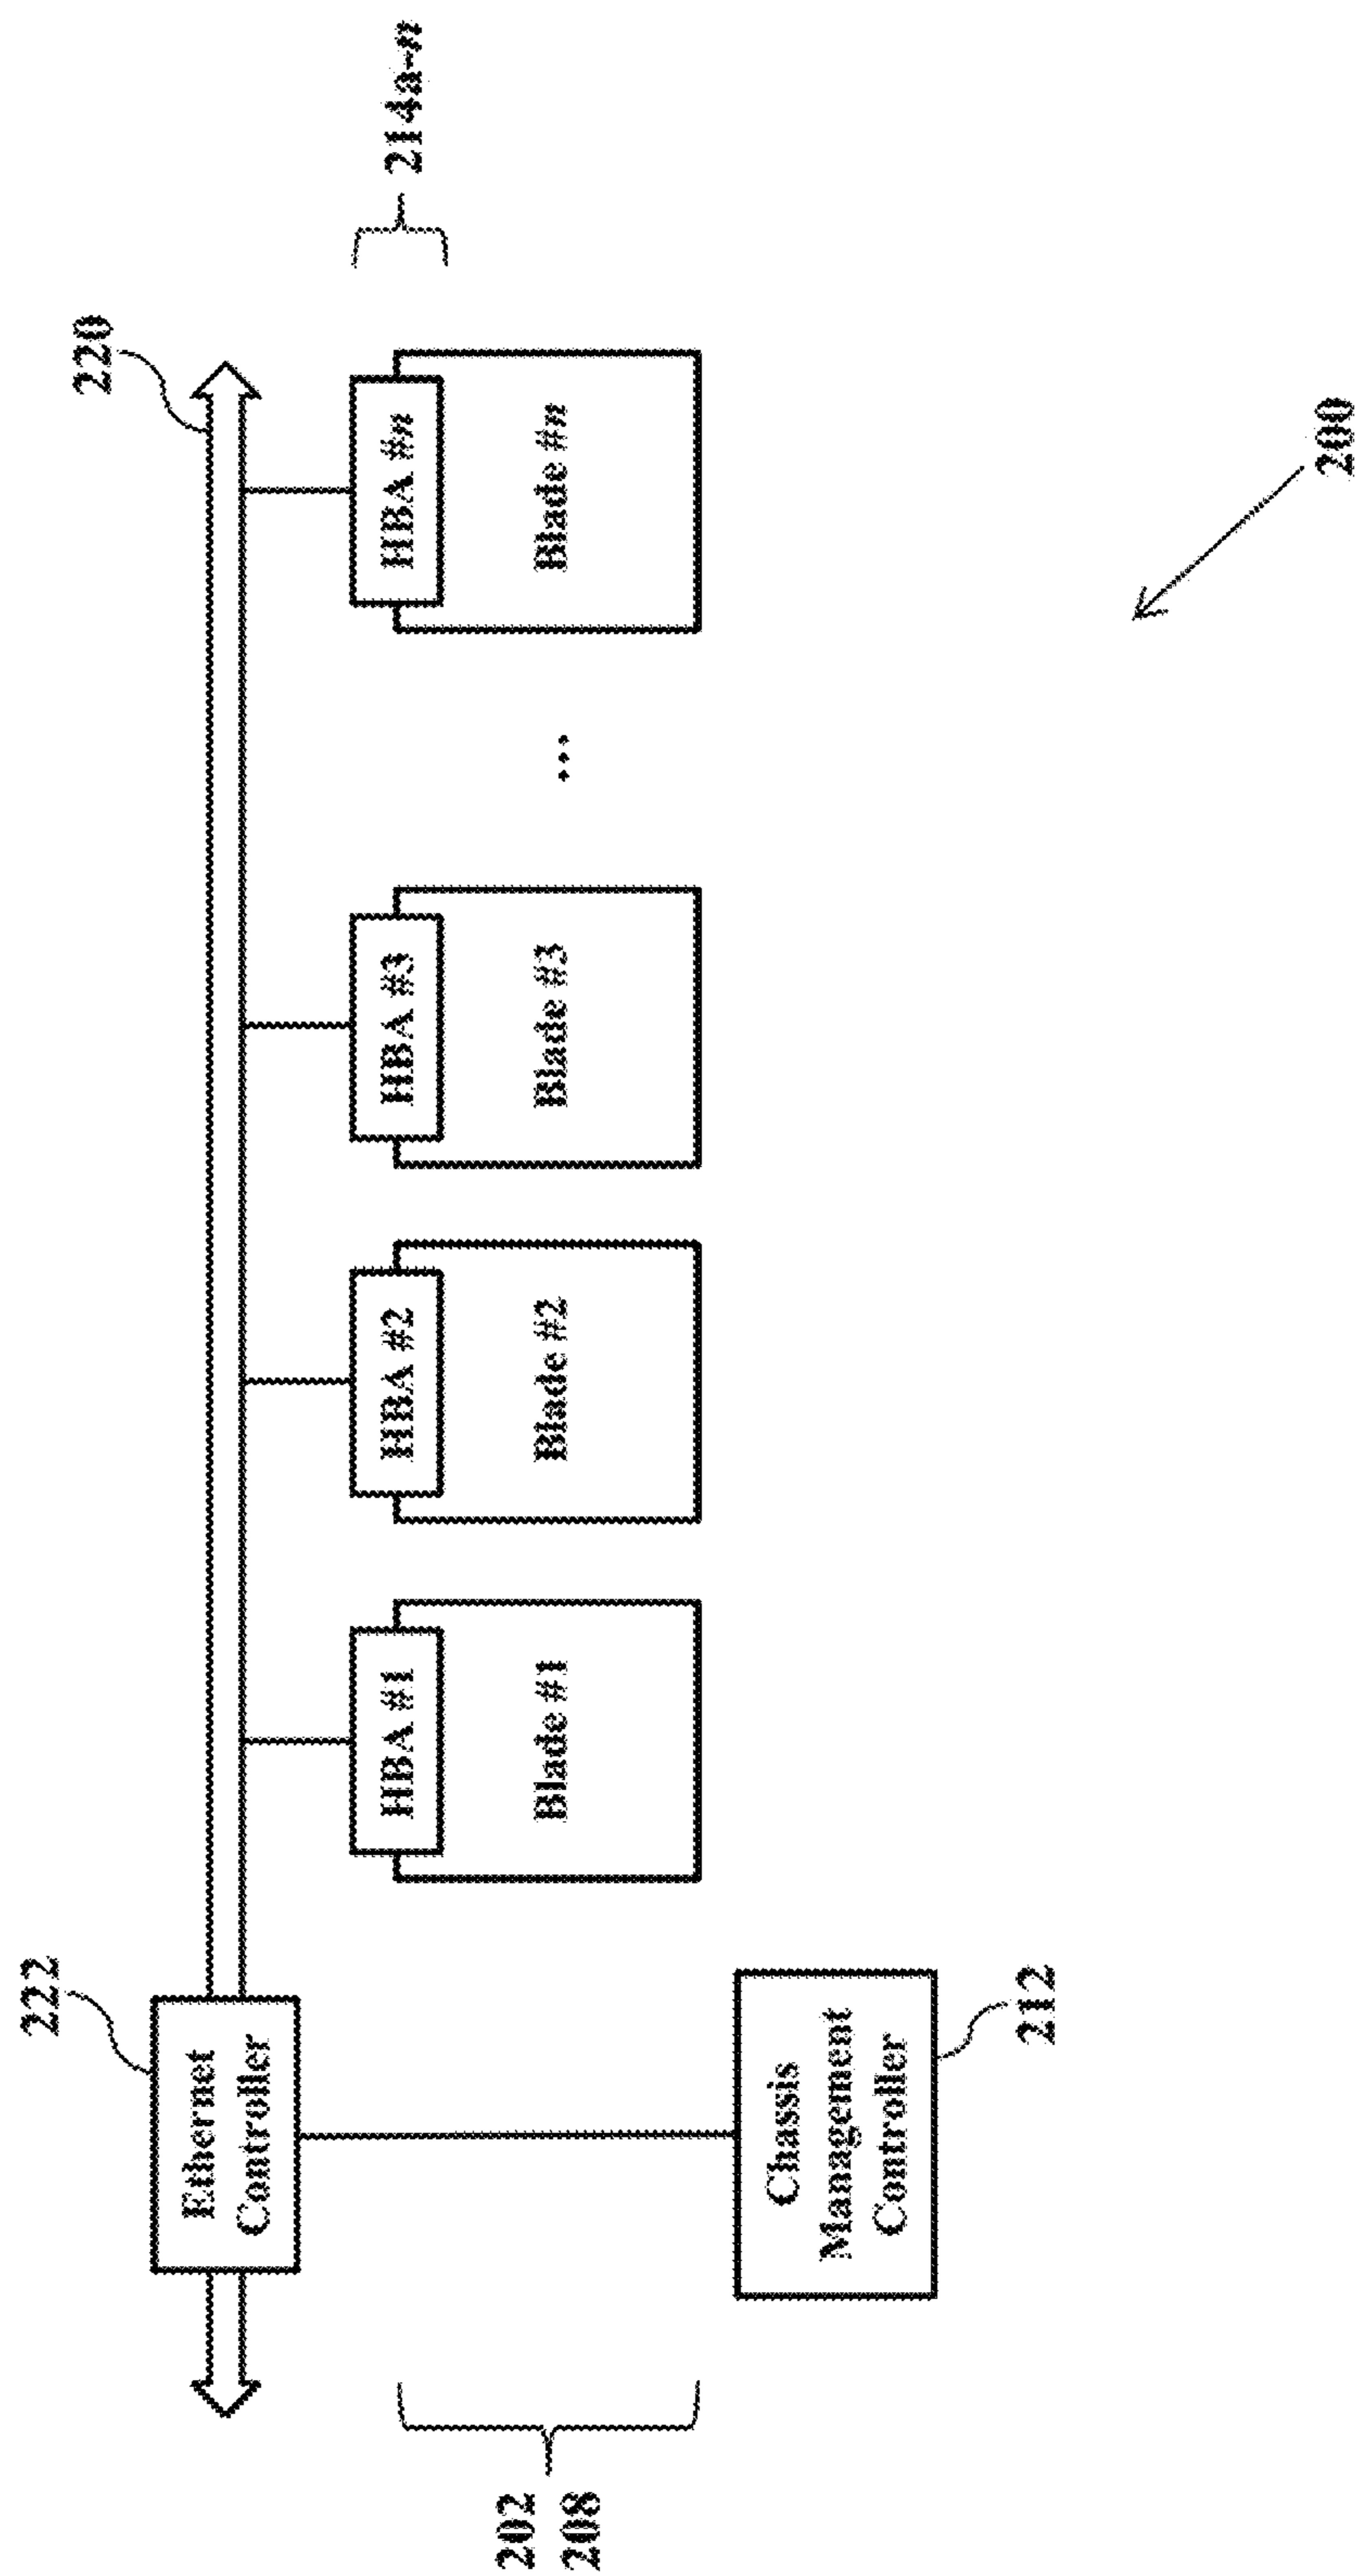 222
220
Ethernet
Controller
214a-n
HBA #1
HBA #2
HBA #3
HBA #n
202
208
Blade #1
Blade #2
Blade #3
...
Blade #n
Chassis
Management
Controller
212
200